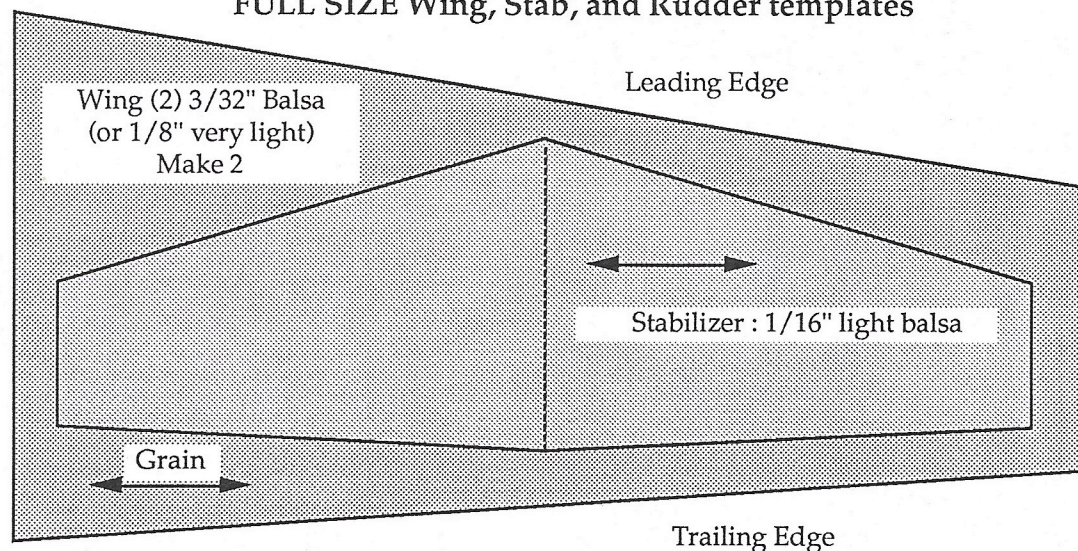 FULL SIZE Wing, Stab, and Rudder templates
Leading Edge
Wing (2) 3/32" Balsa
(or 1/8" very light)
Make 2
Stabilizer : 1/16" light balsa
Grain
Trailing Edge